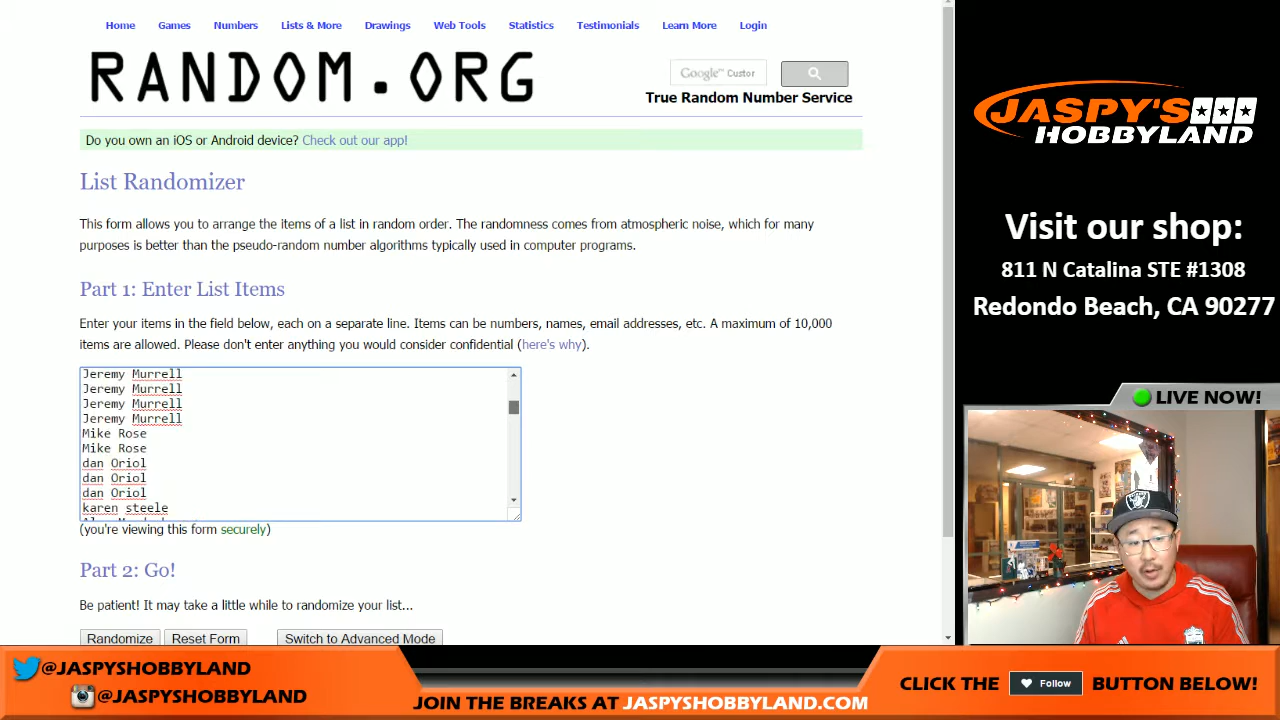 Home Games Numbers Lists & More Drawings Web Tools Statistics Testimonials Learn More Login
RANDOM.ORG
Google™ Custor
True Random Number Service
Do you own an iOS or Android device? Check out our app!
List Randomizer
This form allows you to arrange the items of a list in random order. The randomness comes from atmospheric noise, which for many
purposes is better than the pseudo-random number algorithms typically used in computer programs.
Part 1: Enter List Items
Enter your items in the field below, each on a separate line. Items can be numbers, names, email addresses, etc. A maximum of 10,000
items are allowed. Please don't enter anything you would consider confidential (here's why).
Jeremy Murrell
Jeremy Murrell
Jeremy Murrell
Jeremy Murrell
Mike Rose
Mike Rose
dan Oriol
dan Oriol
dan Oriol
karen steele
(you're viewing this form securely)
Part 2: Go!
Be patient! It may take a little while to randomize your list...
Randomize Reset Form Switch to Advanced Mode
JASPY'S
HOBBYLAND
Visit our shop:
811 N Catalina STE #1308
Redondo Beach, CA 90277
LIVE NOW!
@JASPYSHOBBYLAND
@JASPYSHOBBYLAND
JOIN THE BREAKS AT JASPYSHOBBYLAND.COM
CLICK THE Follow BUTTON BELOW!